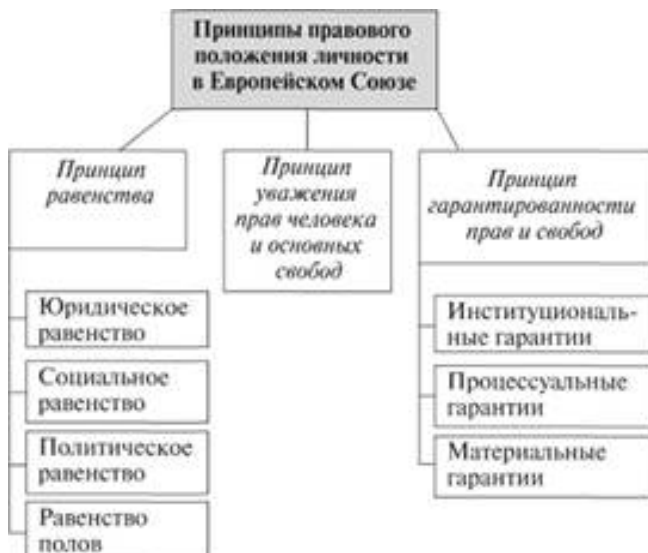 Принципы правового
положения личности
в Европейском Союзе
Принцип
равенства
Юридическое
равенство
Социальное
равенство
Политическое
равенство
Равенство
полов
Принцип
уважения
прав человека
и основных
свобод
Принцип
гарантированности
прав и свобод
Институциональ-
ные гарантии
Процессуальные
гарантии
Материальные
гарантии